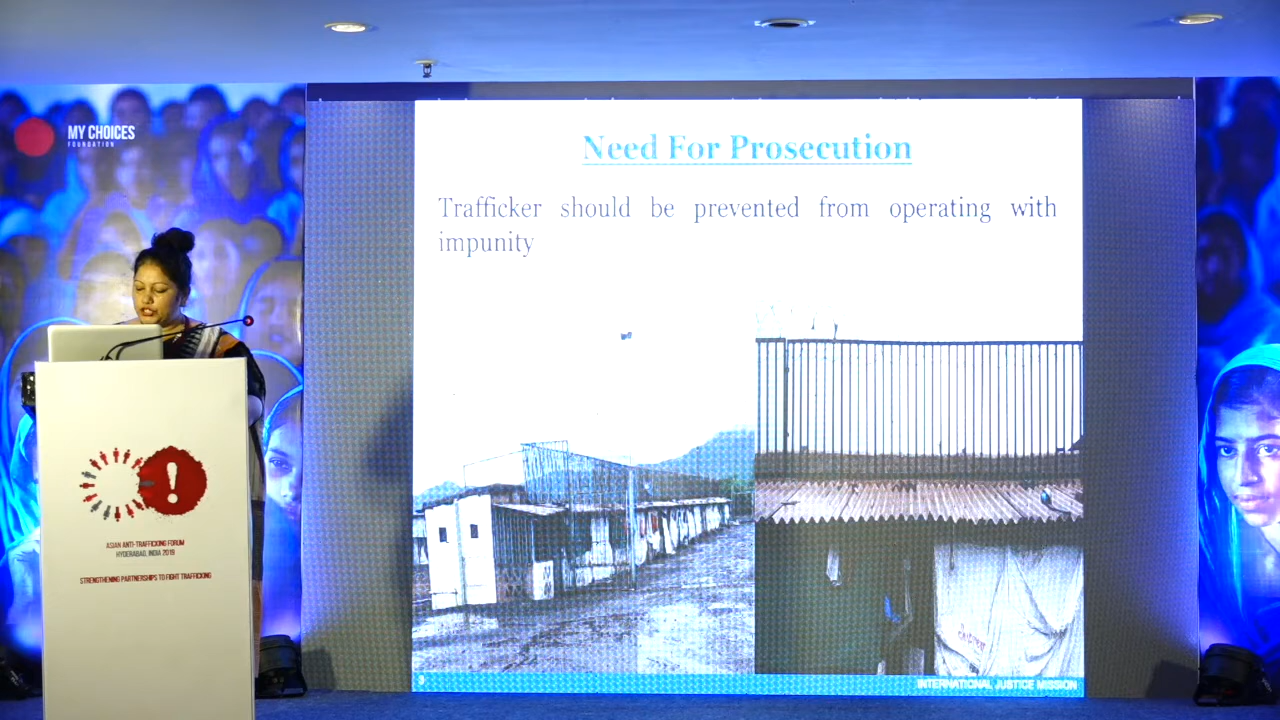 MY CHOICES
FOUNDATION
Need For Prosecution
Trafficker should be prevented from operating with
impunity
!
ASIAN ANTI-TRAFFICKING FORUM
HYDERABAD, INDIA 2019
STRENGTHENING PARTNERSHIPS TO FIGHT TRAFFICKING
3
INTERNATIONAL JUSTICE MISSION